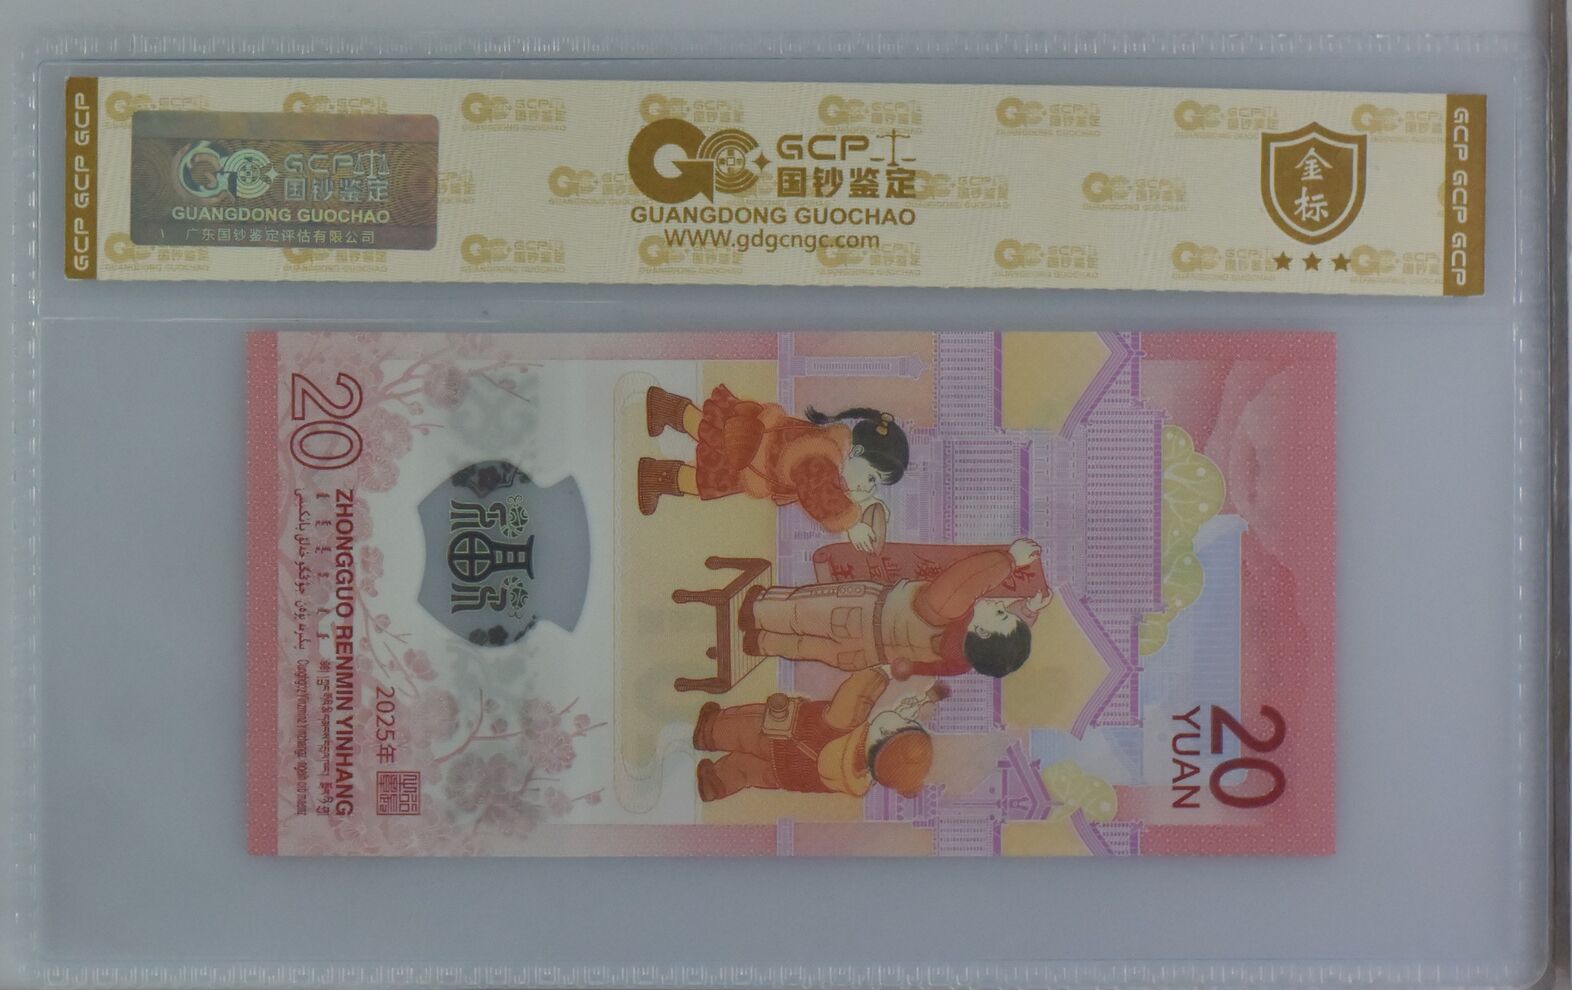 GCP GCP GCP
GCP
国钞鉴定
GUANGDONG GUOCHAO
广东国钞鉴定评估有限公司
GCP
国钞鉴定
GUANGDONG GUOCHAO
www.gdgcngc.com
金标
GCP GCP GCP
20
YUAN
20
ZHONGGUO RENMIN YINHANG
2025年